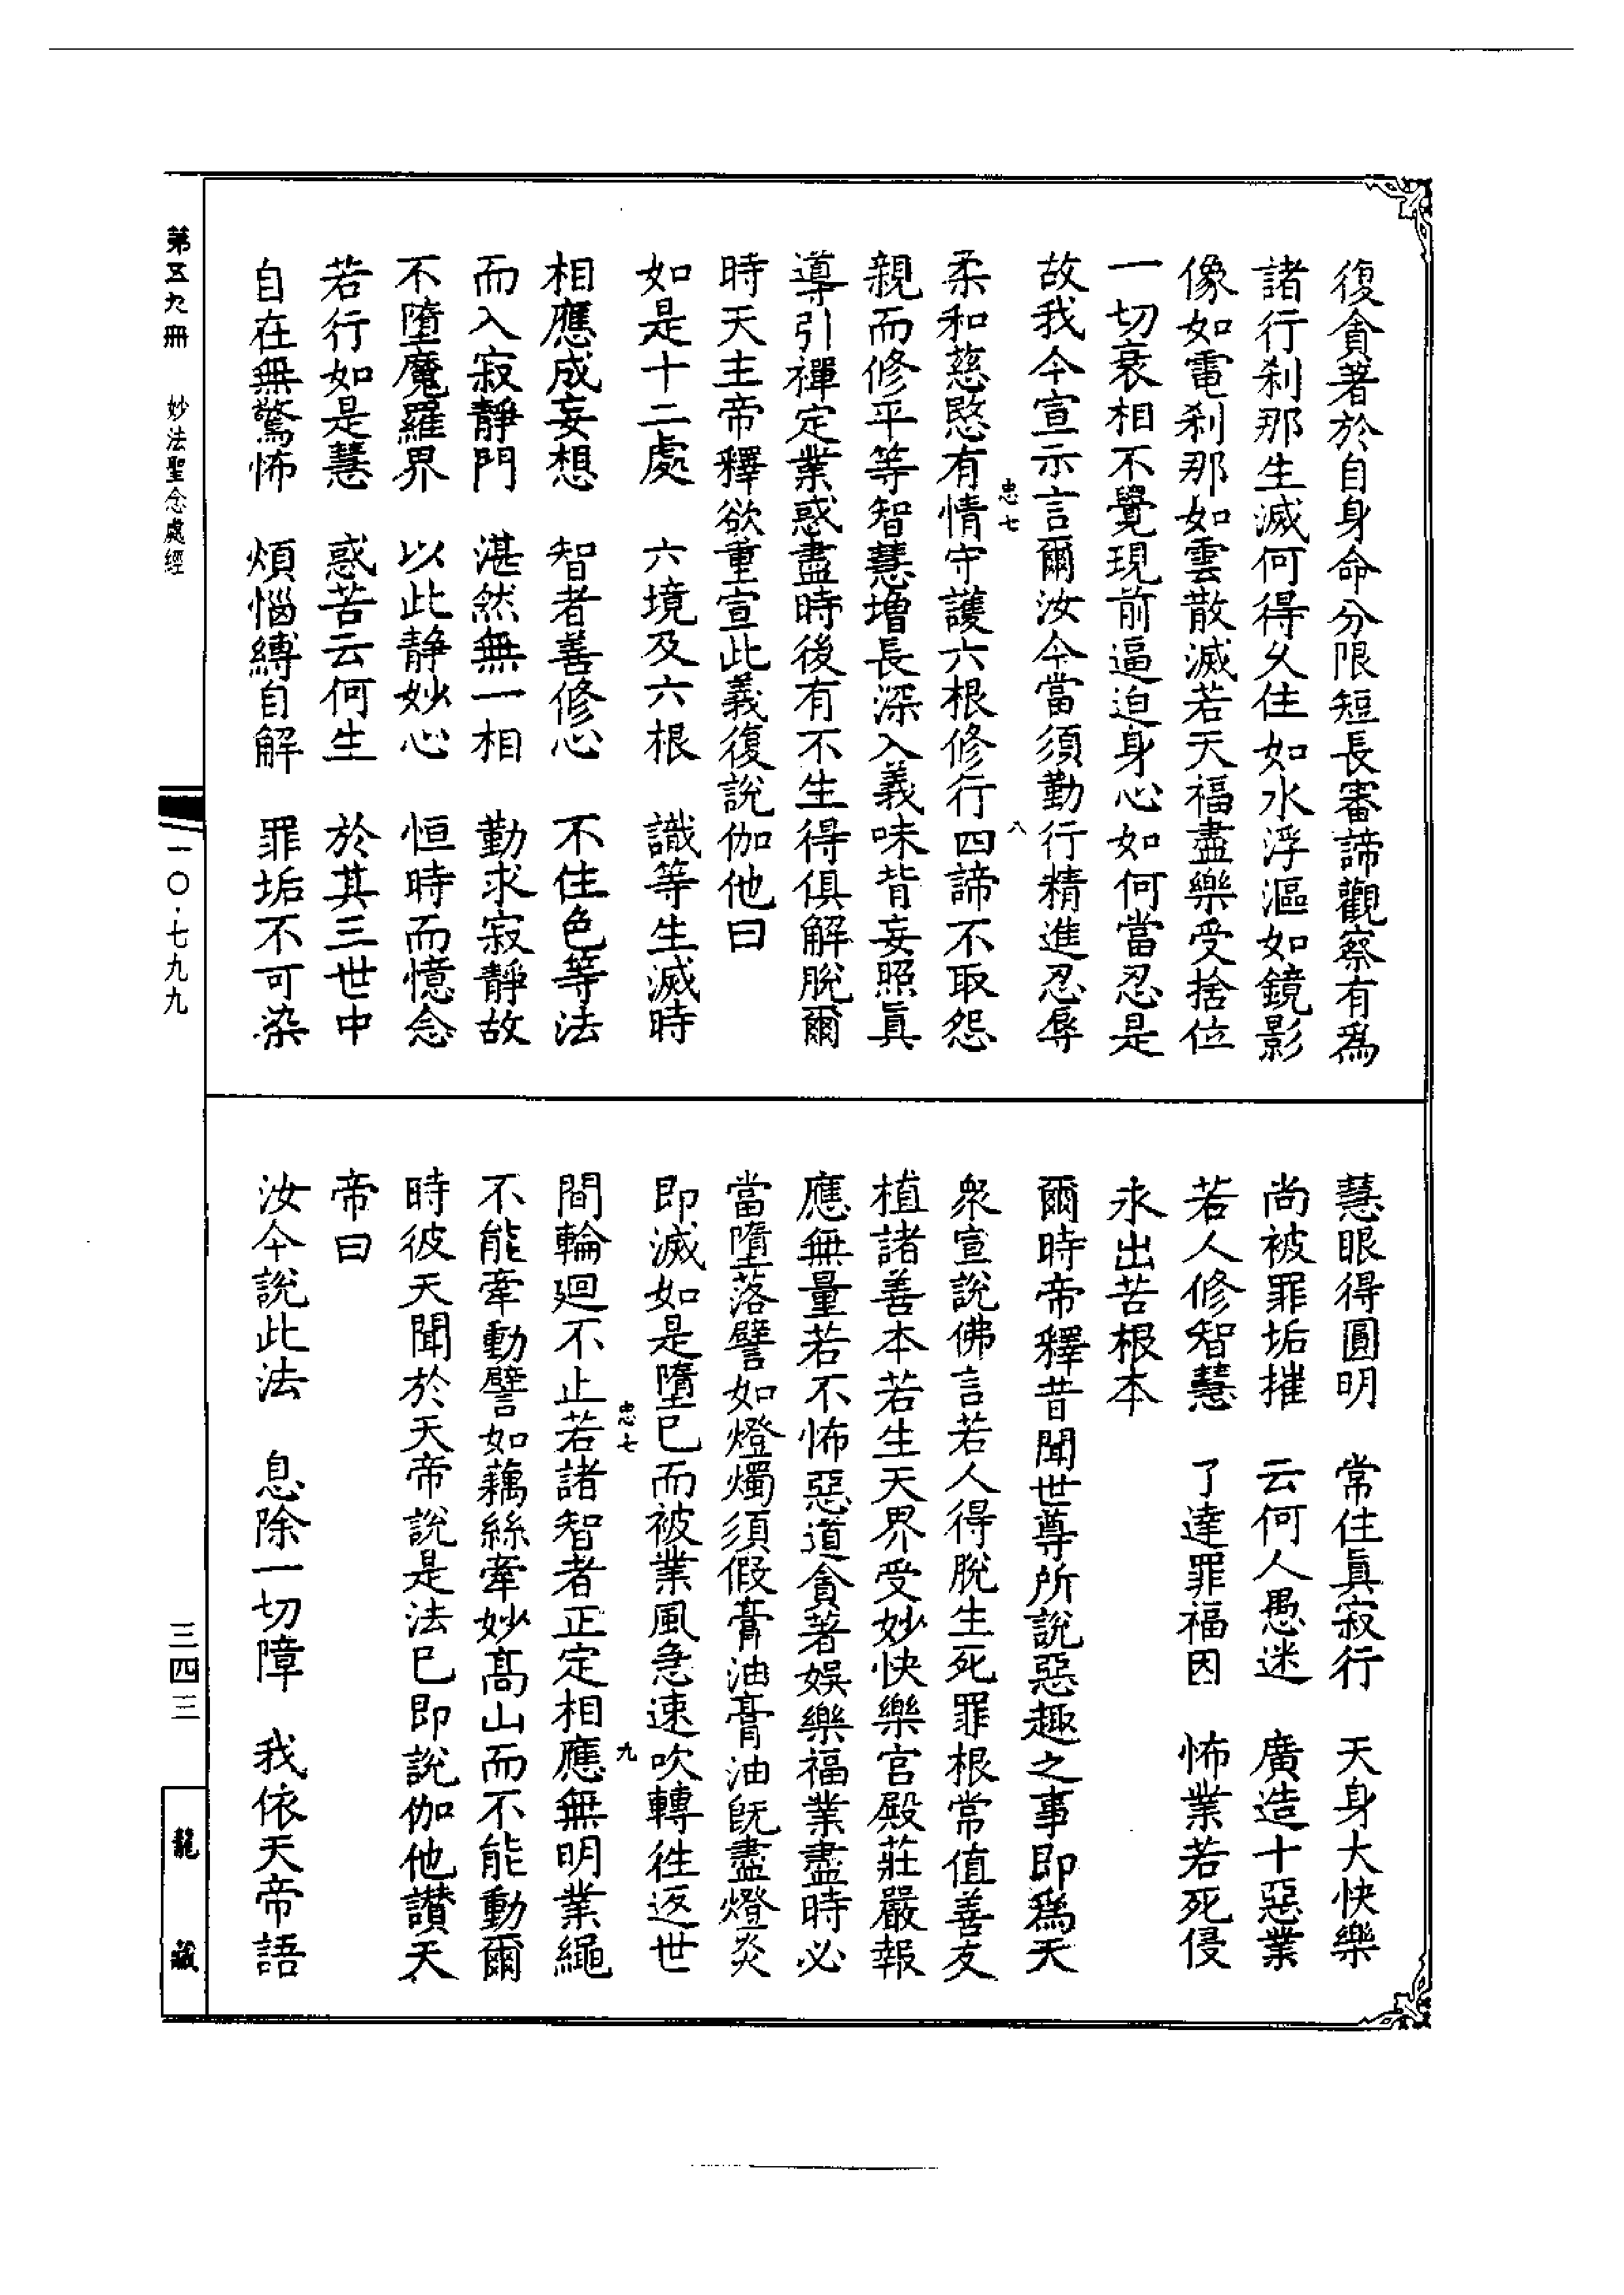 復貪著於自身命分限短長審諦觀察有爲
諸行刹那生滅何得久住如水浮漚如鏡影
像如電刹那如雲散滅若天福盡樂受捨位
一切衰相不覺現前逼迫身心如何當忍是
故我今宣示言爾汝今當須勤行精進忍辱
忠七
八
柔和慈愍有情守護六根修行四諦不取怨
親而修平等智慧增長深入義味背妄照眞
導引禪定業惑盡時後有不生得俱解脫爾
時天主帝釋欲重宣此義復說伽他曰
如是十二處　六境及六根　識等生滅時
相應成妄想　智者善修心　不住色等法
而入寂靜門　湛然無一相　勤求寂靜故
不墮魔羅界　以此靜妙心　恒時而憶念
若行如是慧　惑苦云何生　於其三世中
自在無驚怖　煩惱縛自解　罪垢不可染
慧眼得圓明　常住眞寂行　天身大快樂
尚被罪垢摧　云何人愚迷　廣造十惡業
若人修智慧　了達罪福因　怖業若死侵
永出苦根本
爾時帝釋昔聞世尊所說惡趣之事即爲天
衆宣說佛言若人得脫生死罪根常值善友
植諸善本若生天界受妙快樂官殿莊嚴報
應無量若不怖惡道貪著娛樂福業盡時必
當墮落譬如燈燭須假膏油膏油旣盡燈炎
即滅如是墮已而被業風急速吹轉往返世
忠七
九
間輪迴不止若諸智者正定相應無明業繩
不能牽動譬如藕絲牽妙高山而不能動爾
時彼天聞於天帝說是法已即說伽他讚天
帝曰
汝今說此法　息除一切障　我依天帝語
第五九冊　妙法聖念處經
一〇·七九九
三四三
龍藏